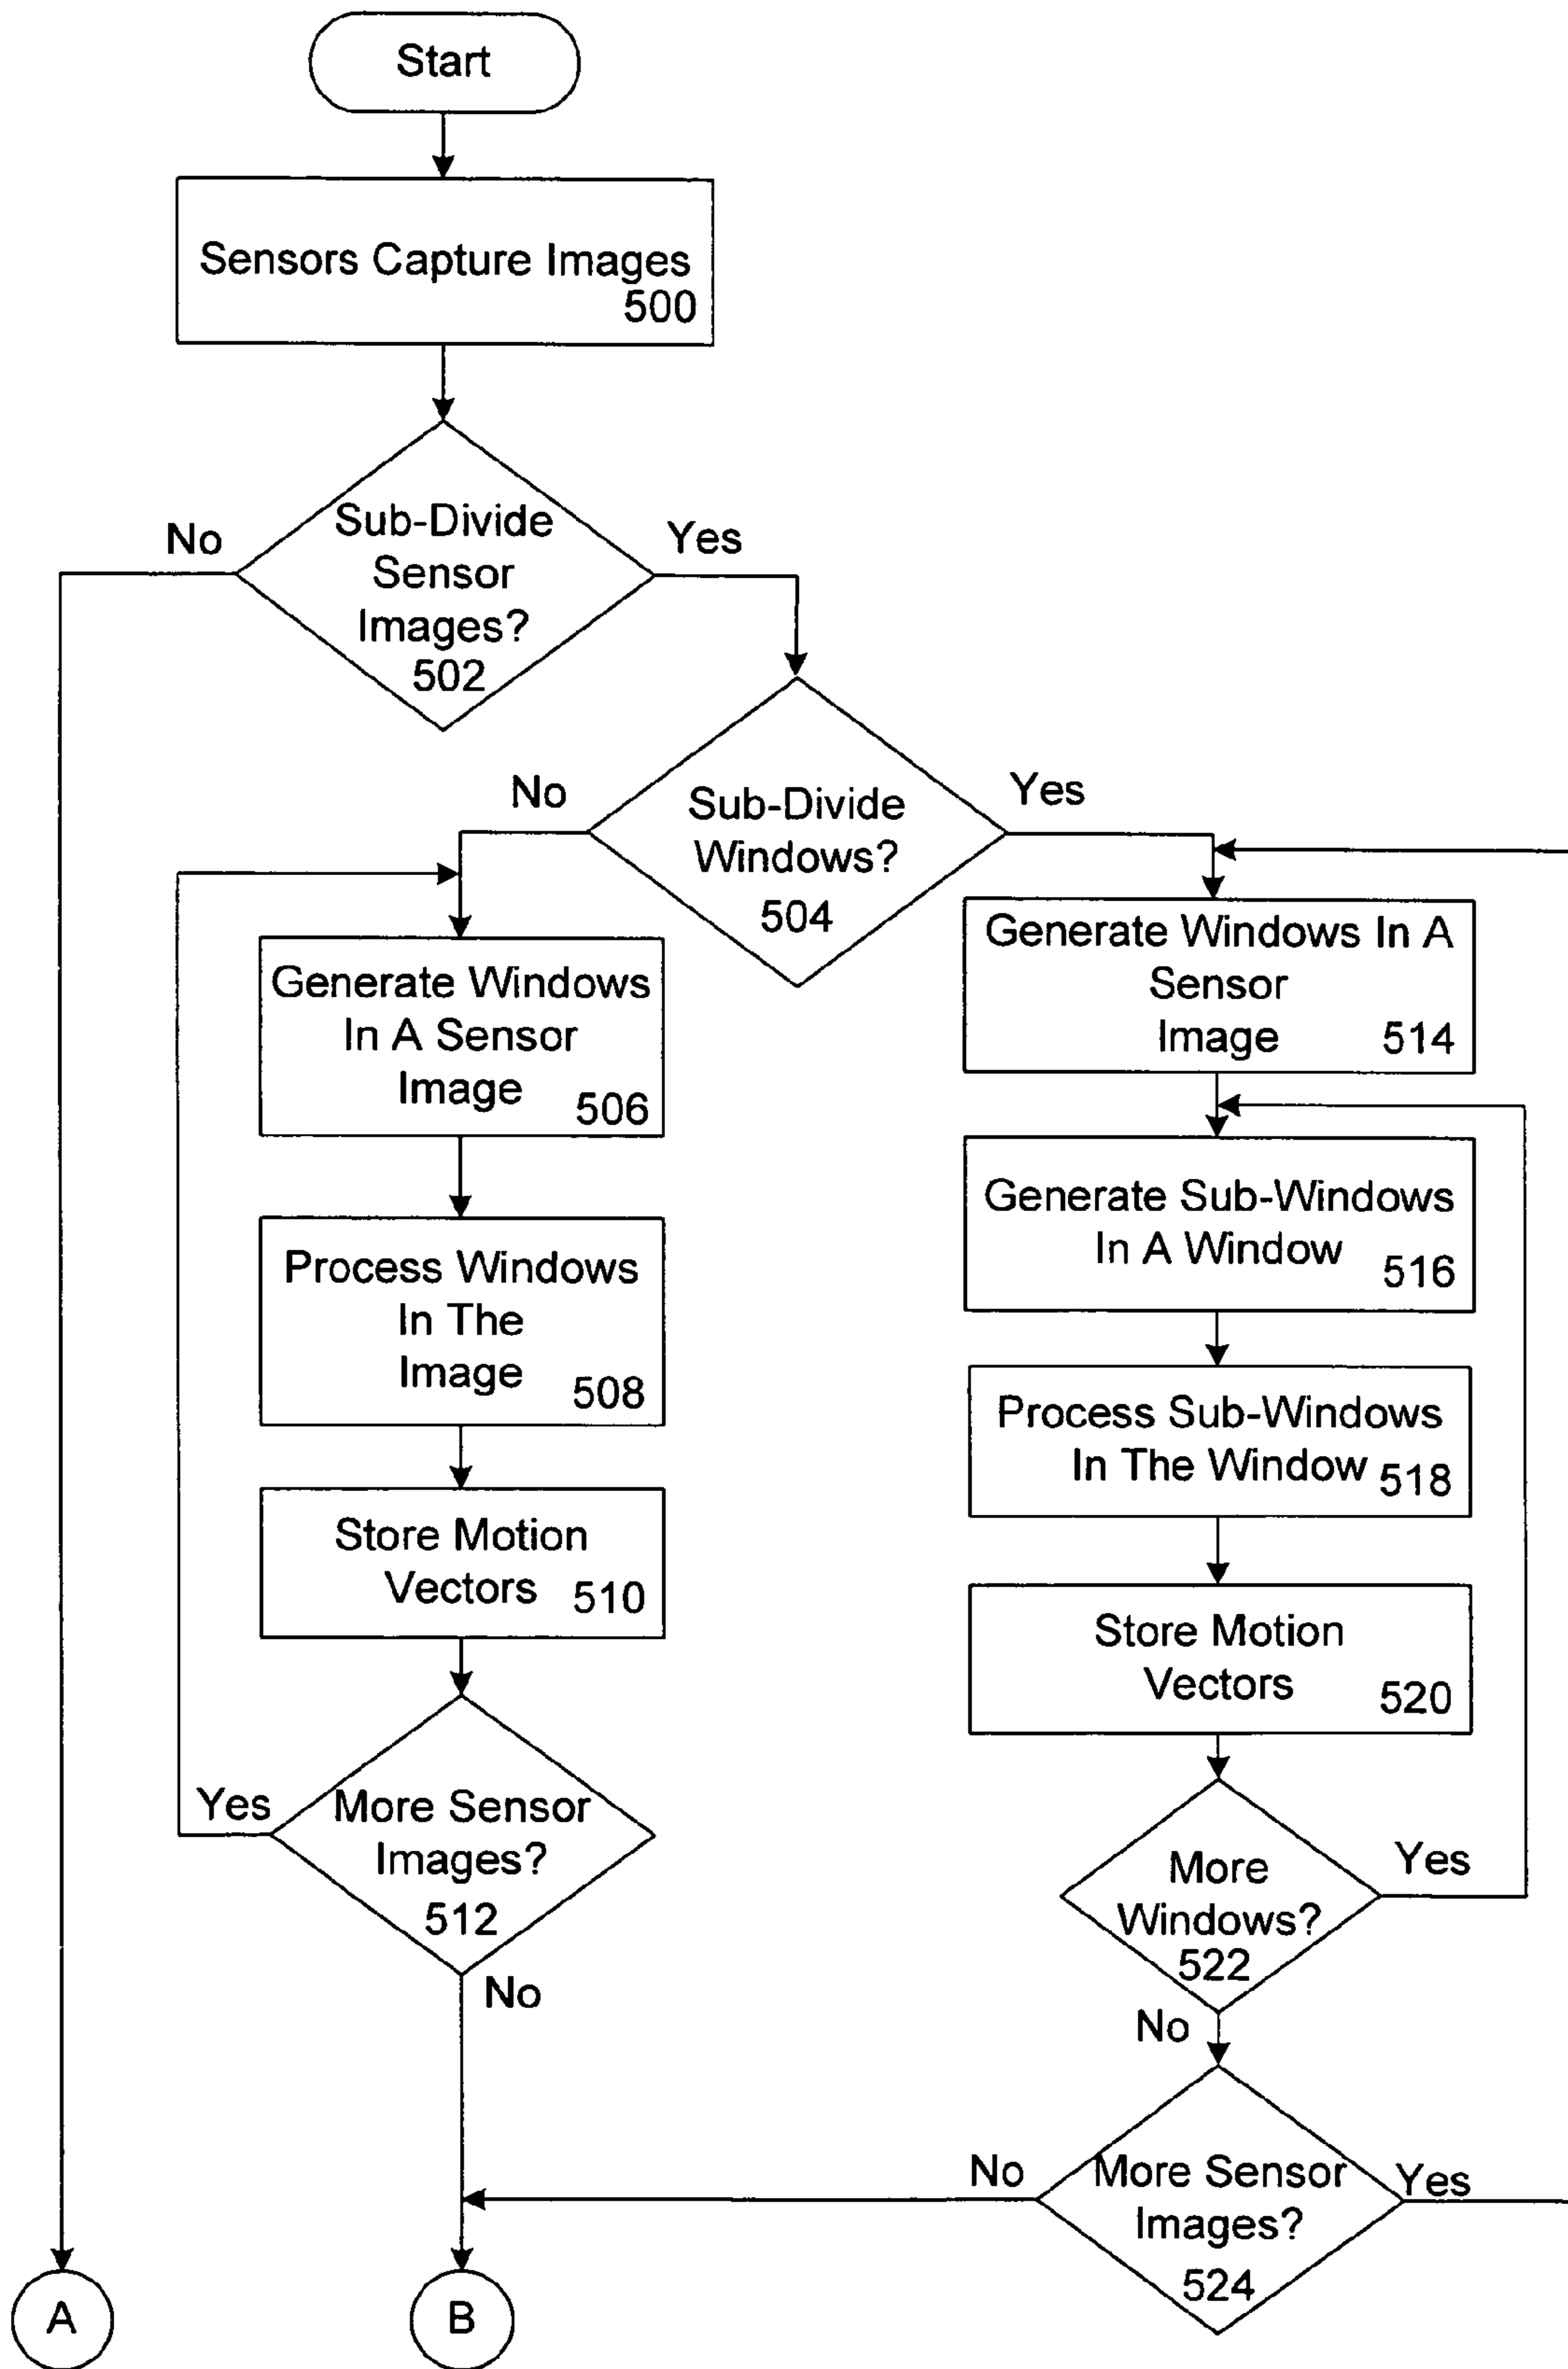 Start
Sensors Capture Images
500
No
Yes
Sub-Divide
Sensor
Images?
502
No
Yes
Sub-Divide
Windows?
504
Generate Windows
In A Sensor
Image
506
Process Windows
In The
Image
508
Store Motion
Vectors
510
Yes
More Sensor
Images?
512
No
Generate Windows In A
Sensor
Image
514
Generate Sub-Windows
In A Window
516
Process Sub-Windows
In The Window
518
Store Motion
Vectors
520
Yes
More
Windows?
522
No
No
More Sensor
Images?
524
Yes
A
B